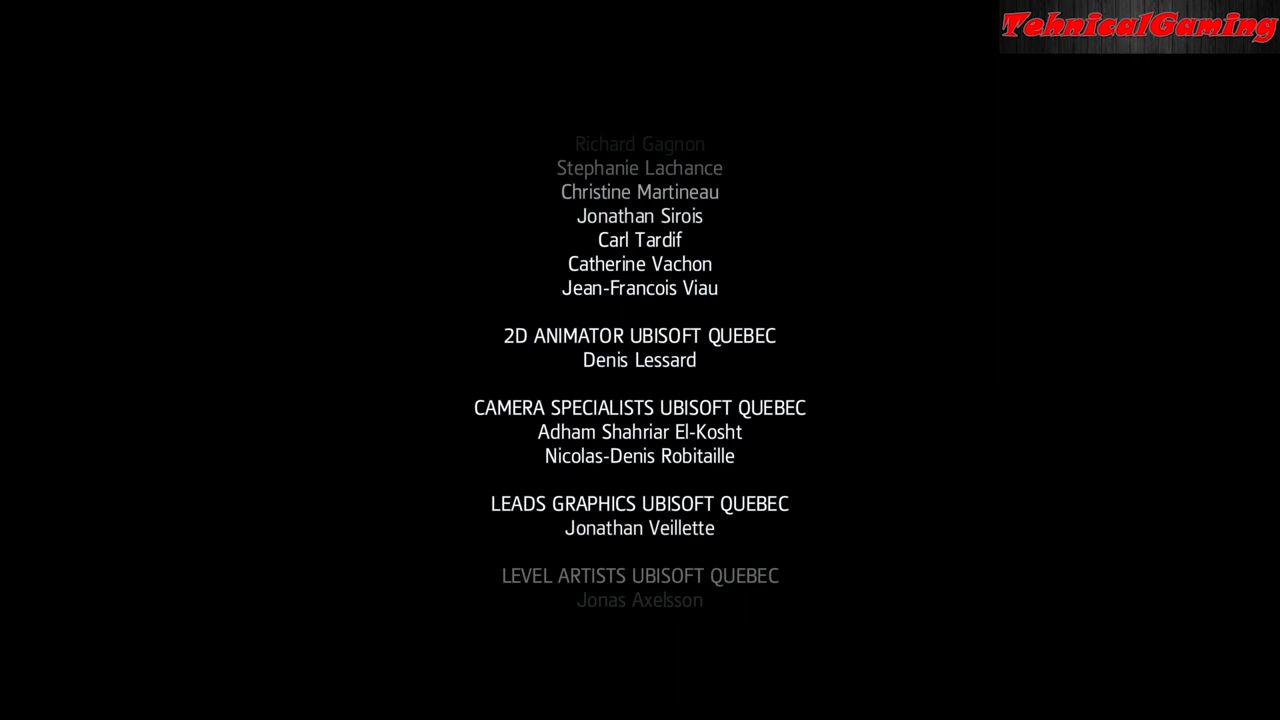 TehnicalGaming
Richard Gagnon
Stephanie Lachance
Christine Martineau
Jonathan Sirois
Carl Tardif
Catherine Vachon
Jean-Francois Viau
2D ANIMATOR UBISOFT QUEBEC
Denis Lessard
CAMERA SPECIALISTS UBISOFT QUEBEC
Adham Shahriar El-Kosht
Nicolas-Denis Robitaille
LEADS GRAPHICS UBISOFT QUEBEC
Jonathan Veillette
LEVEL ARTISTS UBISOFT QUEBEC
Jonas Axelsson